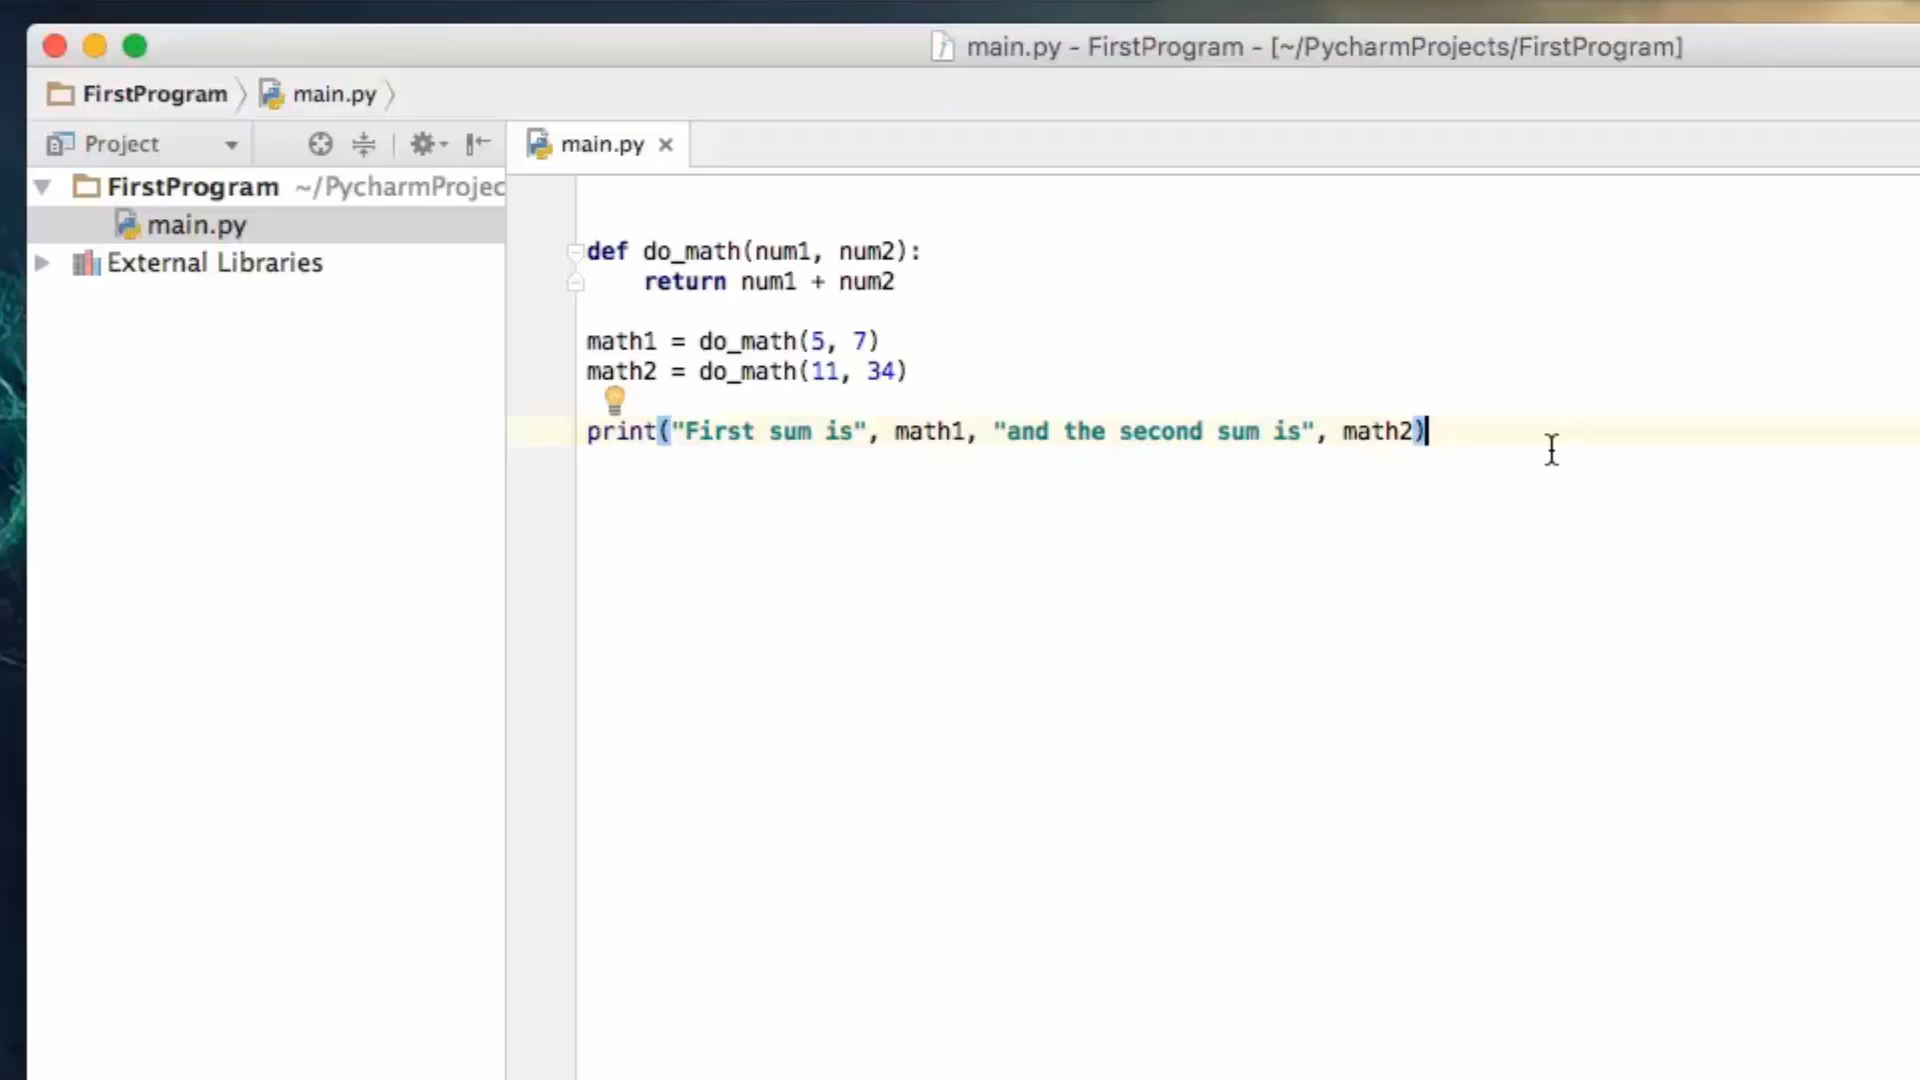 main.py - FirstProgram - [~/PycharmProjects/FirstProgram]
FirstProgram main.py
Project
main.py
FirstProgram ~/PycharmProjec
main.py
External Libraries
def do_math(num1, num2):
    return num1 + num2
math1 = do_math(5, 7)
math2 = do_math(11, 34)
print("First sum is", math1, "and the second sum is", math2)